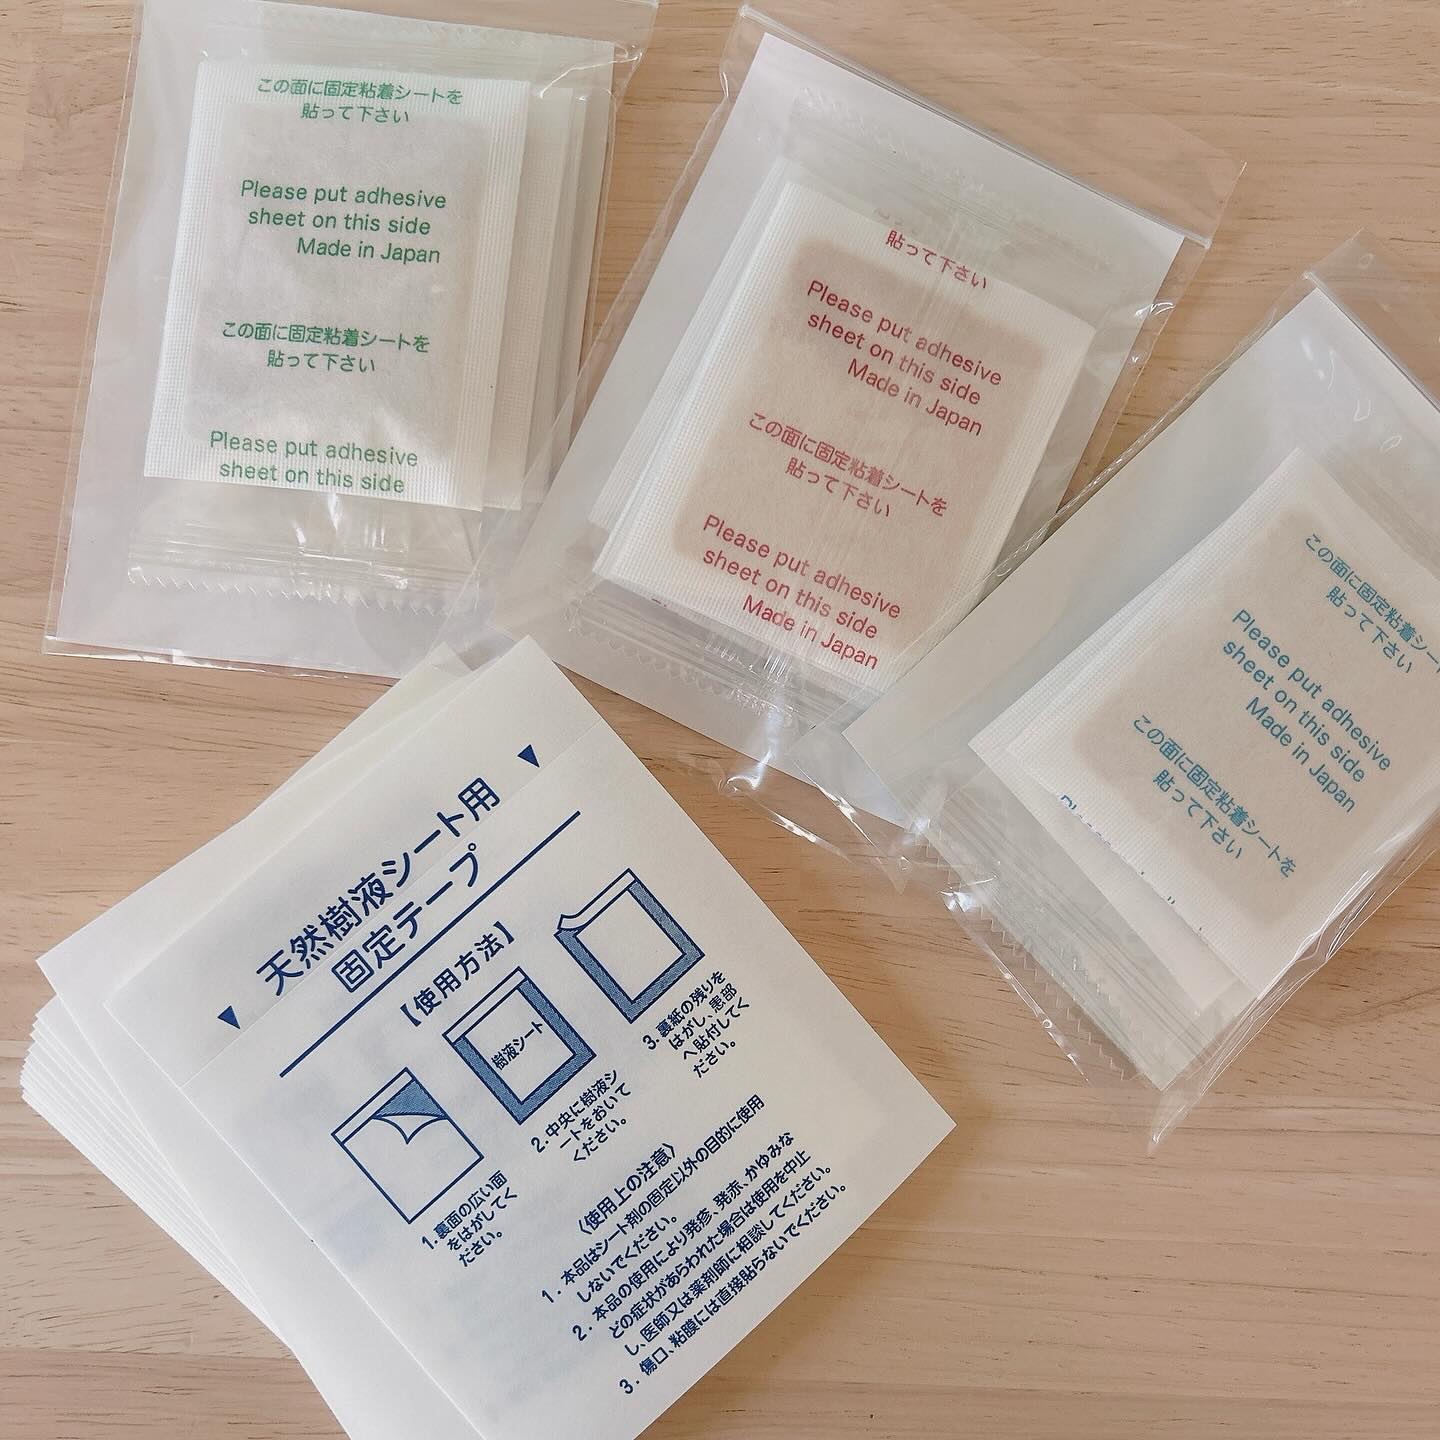 この面に固定粘着シートを
貼って下さい
Please put adhesive
sheet on this side
Made in Japan
この面に固定粘着シートを
貼って下さい
Please put adhesive
sheet on this side
貼って下さい
Please put adhesive
sheet on this side
Made in Japan
この面に固定粘着シートを
貼って下さい
Please put adhesive
sheet on this side
Made in Japan
この面に固定粘着シー
貼って下さい
Please put adhesive
sheet on this side
Made in Japan
この面に固定粘着シートを
貼って下さい
▼ 天然樹液シート用 ▼
固定テープ
【使用方法】
樹液シート
1. 裏面の広い面
をはがしてく
ださい。
2. 中央に樹液シ
ートをおいて
ください。
3. 裏紙の残りを
はがし、患部
へ貼付してく
ださい。
〈使用上の注意〉
1. 本品はシート剤の固定以外の目的に使用
しないでください。
2. 本品の使用により発疹、発赤、かゆみな
どの症状があらわれた場合は使用を中止
し、医師又は薬剤師に相談してください。
3. 傷口、粘膜には直接貼らないでください。